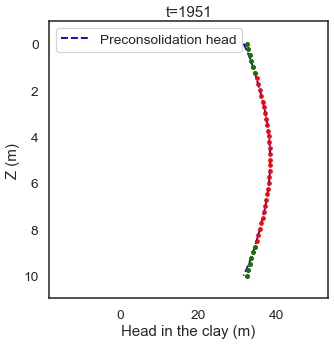 t=1951
Preconsolidation head
0
2
4
6
8
10
Z (m)
0 20 40
Head in the clay (m)